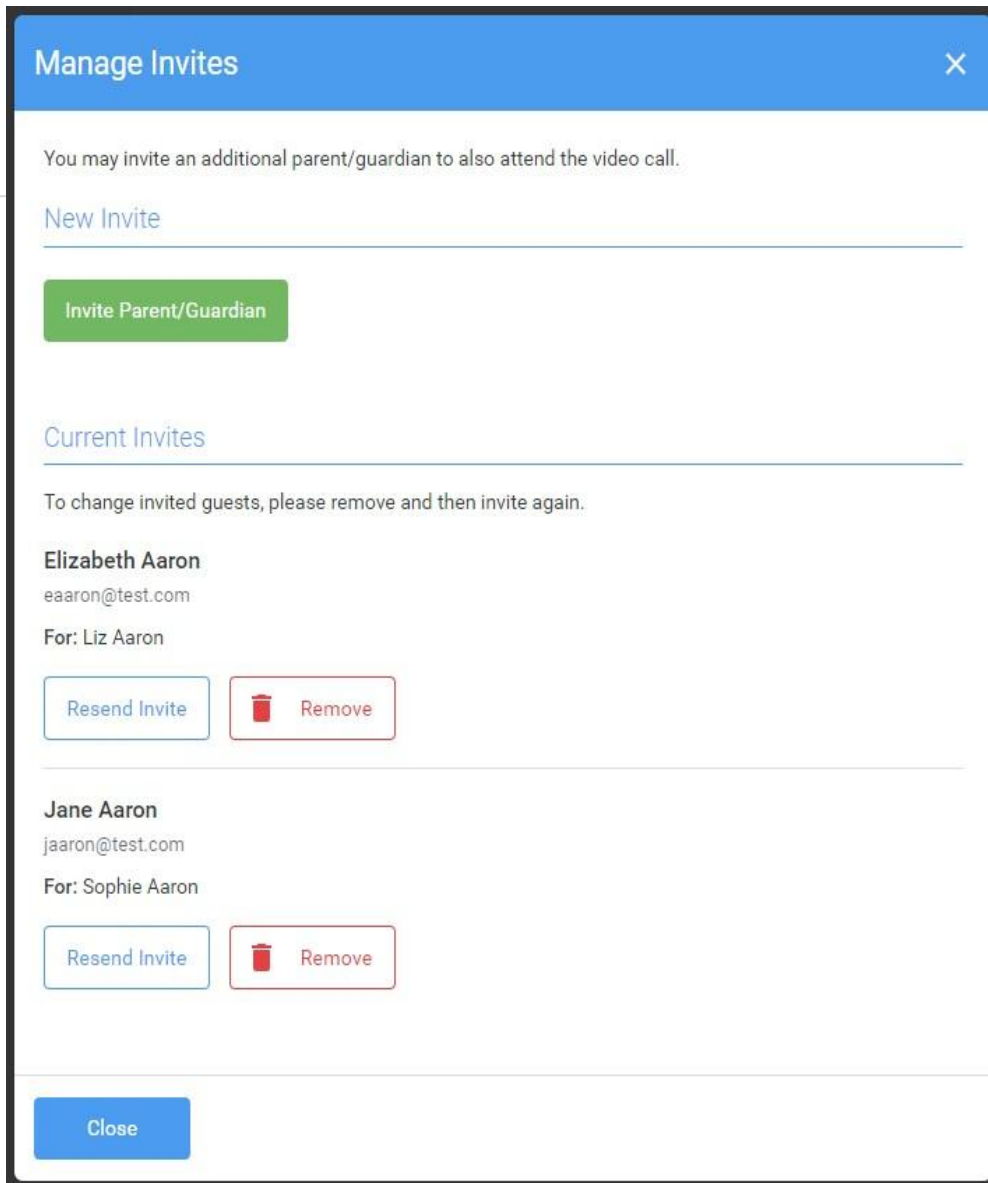 Manage Invites
You may invite an additional parent/guardian to also attend the video call.
New Invite
Invite Parent/Guardian
Current Invites
To change invited guests, please remove and then invite again.
Elizabeth Aaron
eaaron@test.com
For: Liz Aaron
Resend Invite Remove
Jane Aaron
jaaron@test.com
For: Sophie Aaron
Resend Invite Remove
Close